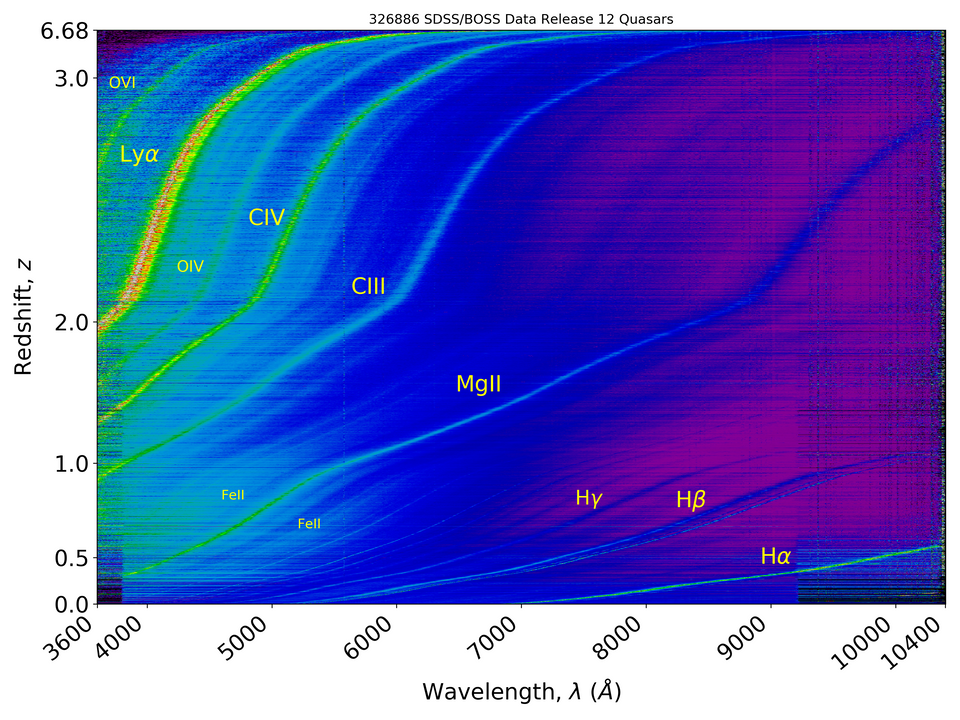 326886 SDSS/BOSS Data Release 12 Quasars
6.68
3.0
2.0
1.0
0.5
0.0
Redshift, z
OVI
Lyα
CIV
OIV
CIII
MgII
FeII
FeII
Hγ
Hβ
Hα
3600
4000
5000
6000
7000
8000
9000
10000
10400
Wavelength, λ (Å)